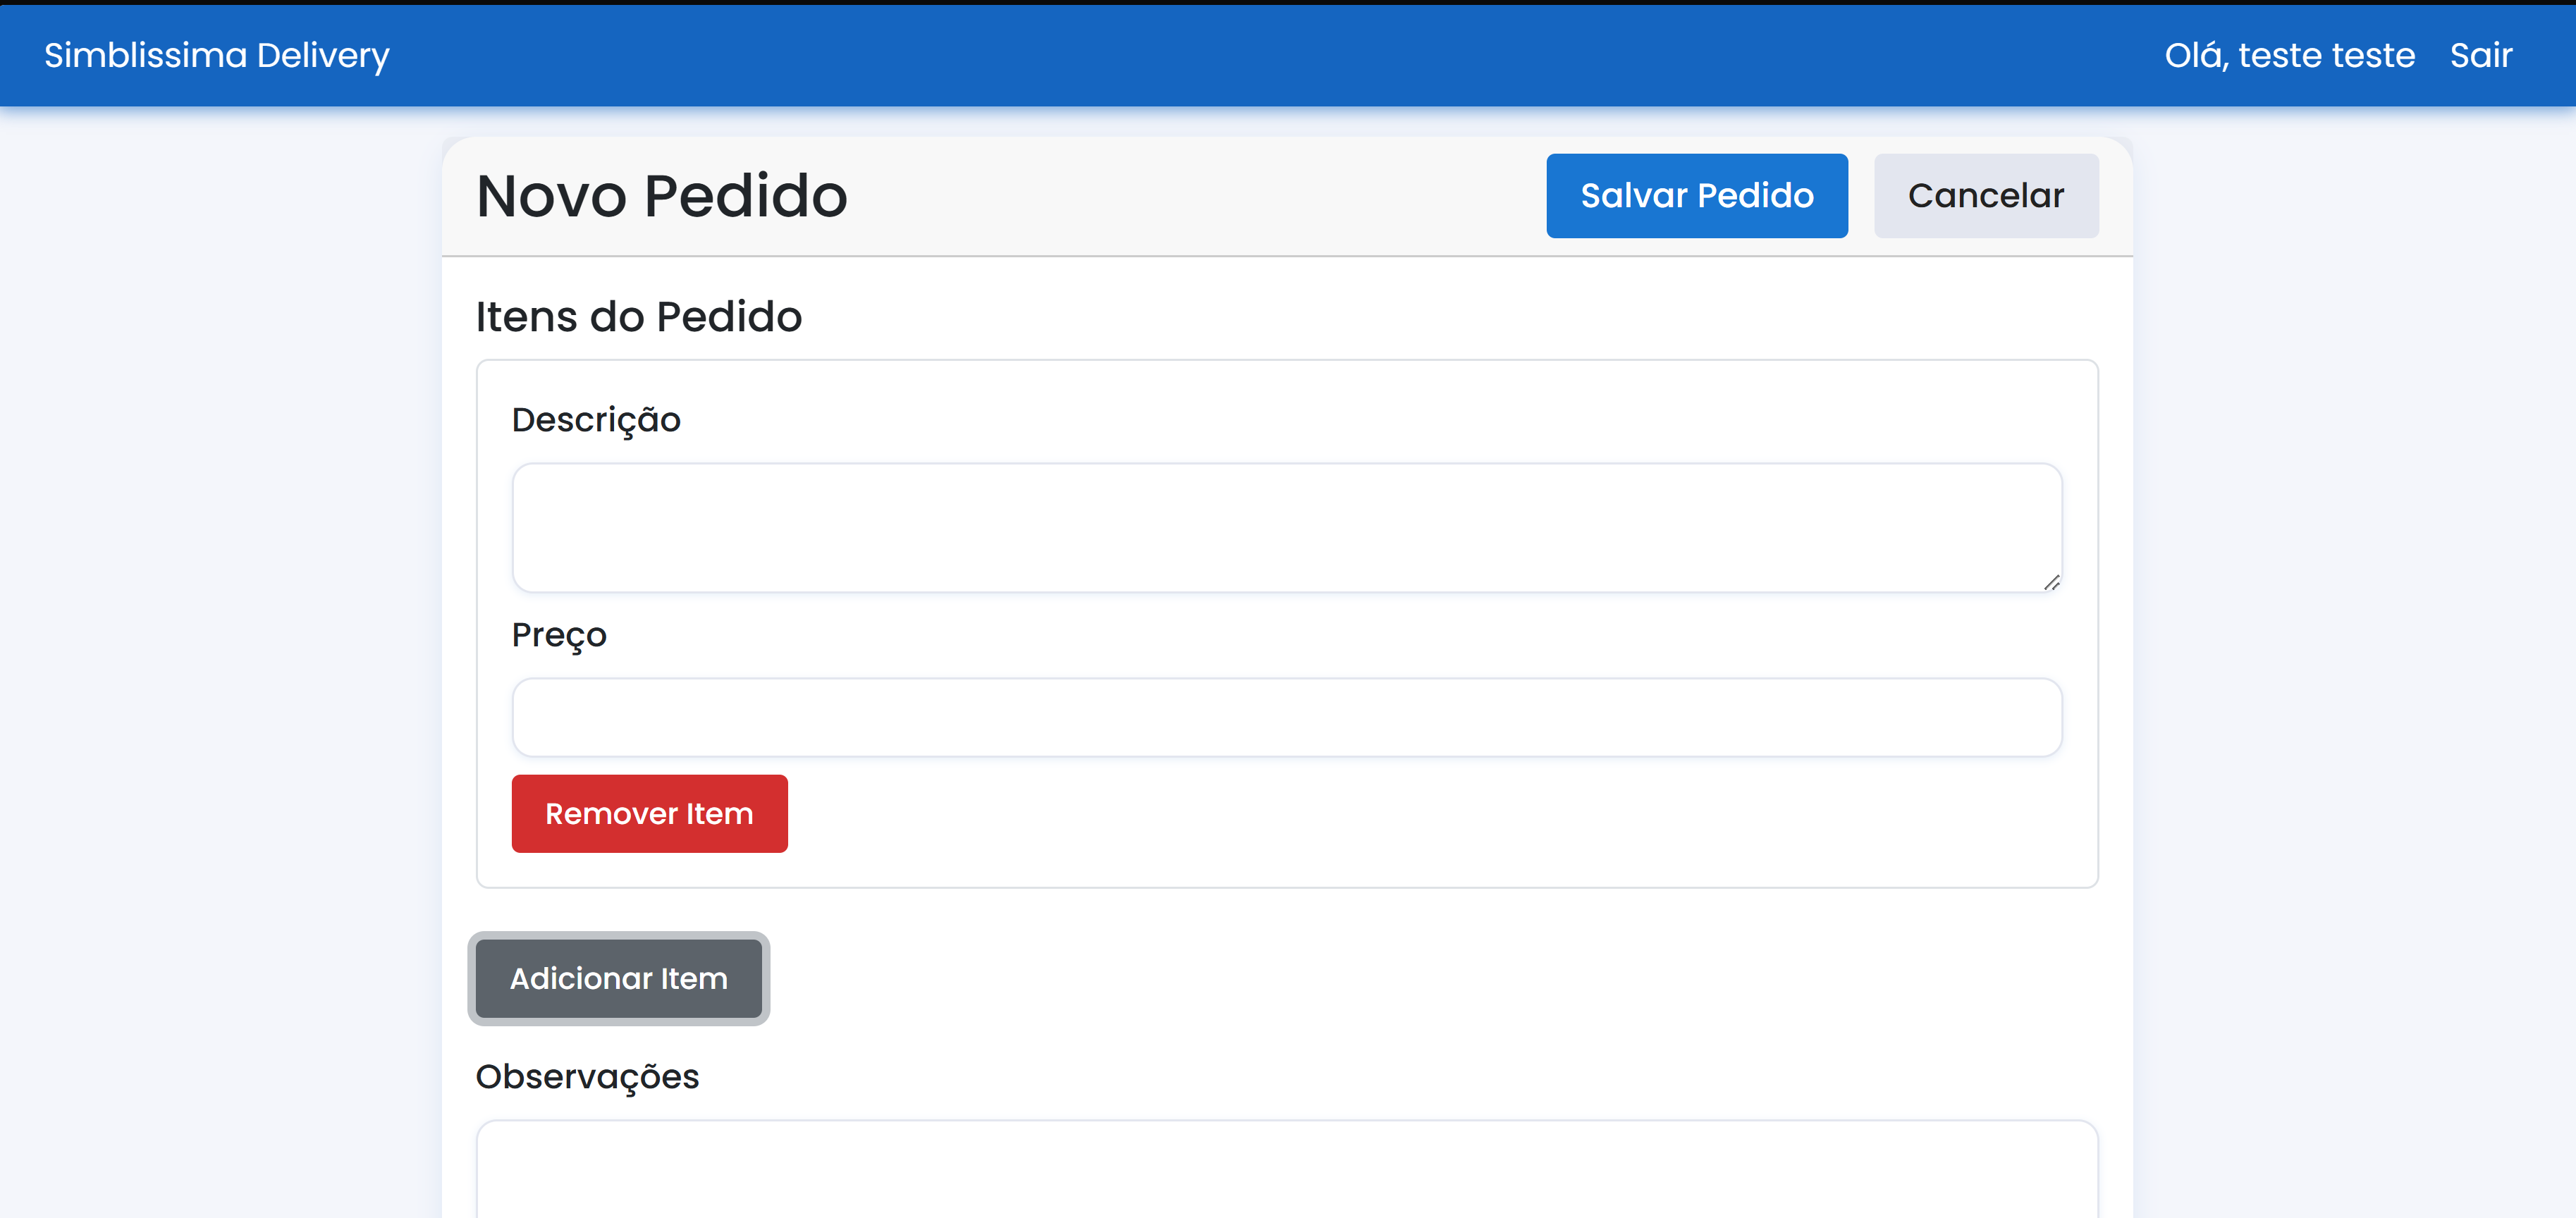 Simblissima Delivery
Olá, teste teste
Sair
Novo Pedido
Salvar Pedido
Cancelar
Itens do Pedido
Descrição
Preço
Remover Item
Adicionar Item
Observações